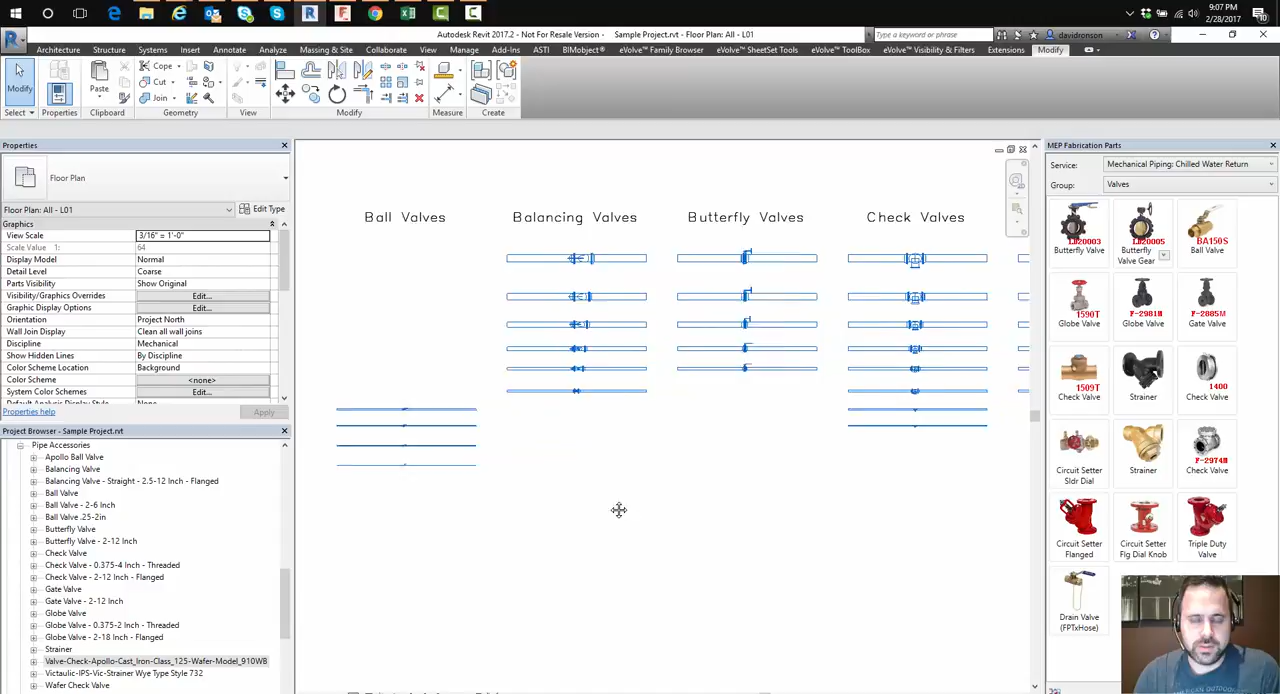 9:07 PM
2/28/2017
10
Autodesk Revit 2017.2 - Not For Resale Version - Sample Project.rvt - Floor Plan: All - L01
Type a keyword or phrase
davidronson
Architecture Structure Systems Insert Annotate Analyze Massing & Site Collaborate View Manage Add-Ins ASTI BIMobject® eVolve™ Family Browser eVolve™ SheetSet Tools eVolve™ ToolBox eVolve™ Visibility & Filters Extensions Modify
Modify
Paste
Cope
Cut
Join
Select Properties Clipboard Geometry View Modify Measure Create
Properties
Floor Plan
Floor Plan: All - L01
Edit Type
Graphics
View Scale 3/16" = 1'-0"
Scale Value 1: 64
Display Model Normal
Detail Level Coarse
Parts Visibility Show Original
Visibility/Graphics Overrides Edit...
Graphic Display Options Edit...
Orientation Project North
Wall Join Display Clean all wall joins
Discipline Mechanical
Show Hidden Lines By Discipline
Color Scheme Location Background
Color Scheme <none>
System Color Schemes Edit...
Default Analysis Display Style None
Properties help
Apply
Project Browser - Sample Project.rvt
Pipe Accessories
Apollo Ball Valve
Balancing Valve
Balancing Valve - Straight - 2.5-12 Inch - Flanged
Ball Valve
Ball Valve - 2-6 Inch
Ball Valve .25-2in
Butterfly Valve
Butterfly Valve - 2-12 Inch
Check Valve
Check Valve - 0.375-4 Inch - Threaded
Check Valve - 2-12 Inch - Flanged
Gate Valve
Gate Valve - 2-12 Inch
Globe Valve
Globe Valve - 0.375-2 Inch - Threaded
Globe Valve - 2-18 Inch - Flanged
Strainer
Valve-Check-Apollo-Cast_Iron-Class_125-Wafer-Model_910WB
Victaulic-IPS-Vic-Strainer Wye Type Style 732
Wafer Check Valve
Ball Valves Balancing Valves Butterfly Valves Check Valves
MEP Fabrication Parts
Service: Mechanical Piping: Chilled Water Return
Group: Valves
LD20003
Butterfly Valve
LD20005
Butterfly
Valve Gear
BA150S
Ball Valve
1590T
Globe Valve
F-2981M
Globe Valve
F-2885M
Gate Valve
1509T
Check Valve
Strainer
1400
Check Valve
Circuit Setter
Sldr Dial
Strainer
F-2974M
Check Valve
Circuit Setter
Flanged
Circuit Setter
Flg Dial Knob
Triple Duty
Valve
Drain Valve
(FPTxHose)